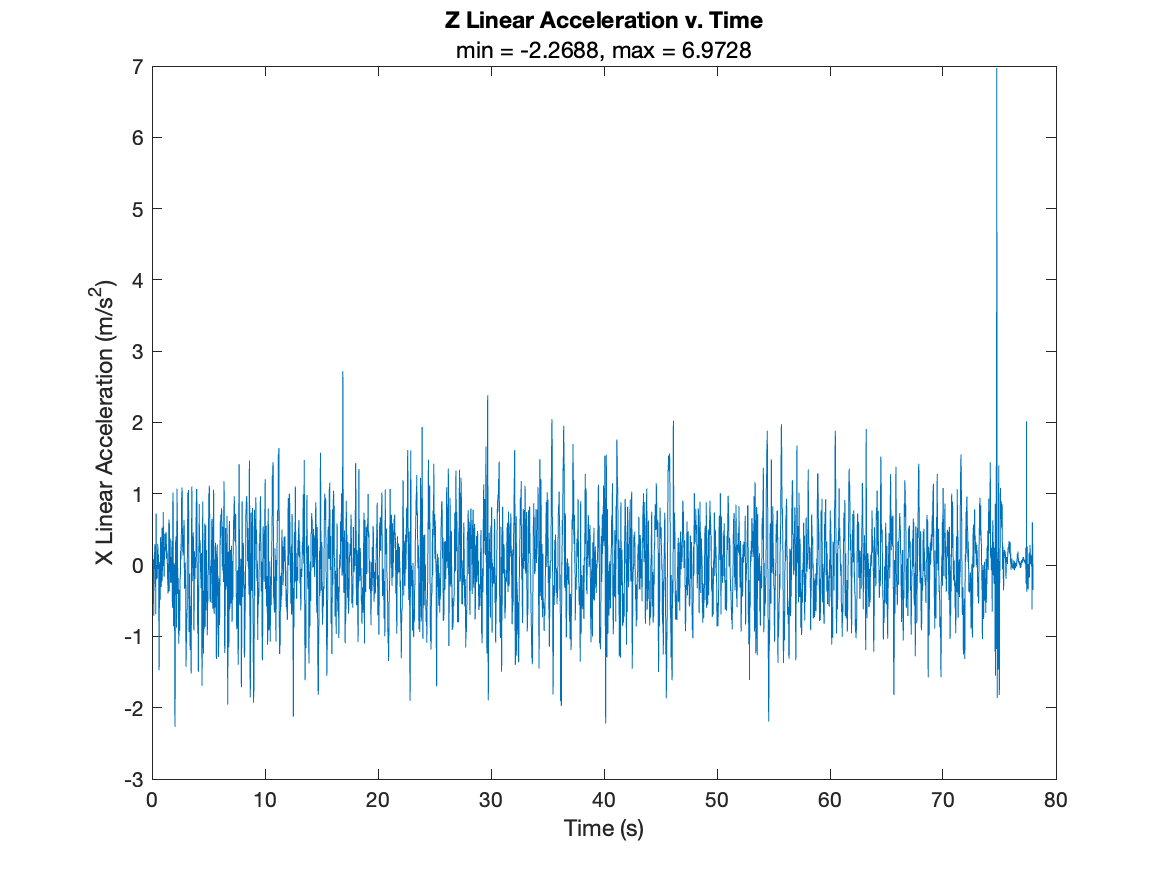 Z Linear Acceleration v. Time
min = -2.2688, max = 6.9728
7
6
5
4
3
2
1
0
-1
-2
-3
X Linear Acceleration (m/s²)
0 10 20 30 40 50 60 70 80
Time (s)